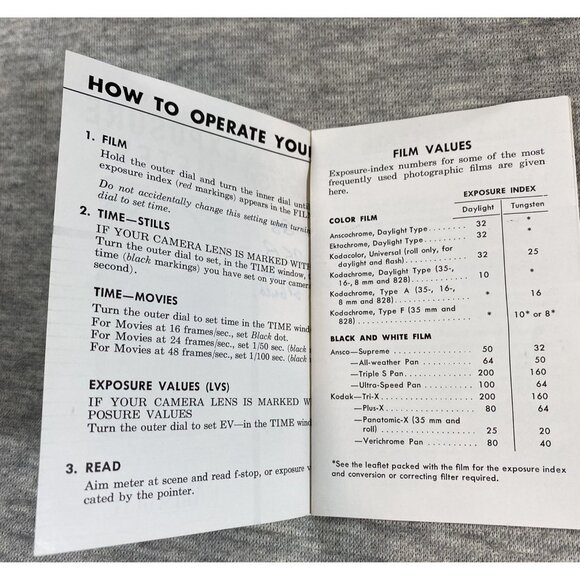 HOW TO OPERATE YOUR
1. FILM
Hold the outer dial and turn the inner dial until
exposure index (red markings) appears in the FIL
Do not accidentally change this setting when turnin
dial to set time.
2. TIME—STILLS
IF YOUR CAMERA LENS IS MARKED WITH
Turn the outer dial to set, in the TIME window,
time (black markings) you have set on your camera
second).
TIME—MOVIES
Turn the outer dial to set time in the TIME wind
For Movies at 16 frames/sec., set Black dot.
For Movies at 24 frames/sec., set 1/50 sec. (black
For Movies at 48 frames/sec., set 1/100 sec. (black
EXPOSURE VALUES (LVS)
IF YOUR CAMERA LENS IS MARKED WITH
POSURE VALUES
Turn the outer dial to set EV—in the TIME wind
3. READ
Aim meter at scene and read f-stop, or exposure v
cated by the pointer.
FILM VALUES
Exposure-index numbers for some of the most
frequently used photographic films are given
here.
EXPOSURE INDEX
COLOR FILM Daylight Tungsten
Anscochrome, Daylight Type 32 *
Ektachrome, Daylight Type 32 *
Kodacolor, Universal (roll only, for
daylight and flash) 32 25
Kodachrome, Daylight Type (35-,
16-, 8 mm and 828) 10 *
Kodachrome, Type A (35-, 16-,
8 mm and 828) * 16
Kodachrome, Type F (35 mm and
828) * 10* or 8*
BLACK AND WHITE FILM
Ansco—Supreme 50 32
—All-weather Pan 64 50
—Triple S Pan 200 160
—Ultra-Speed Pan 100 64
Kodak—Tri-X 200 160
—Plus-X 80 64
—Panatomic-X (35 mm and
roll) 25 20
—Verichrome Pan 80 40
*See the leaflet packed with the film for the exposure index
and conversion or correcting filter required.